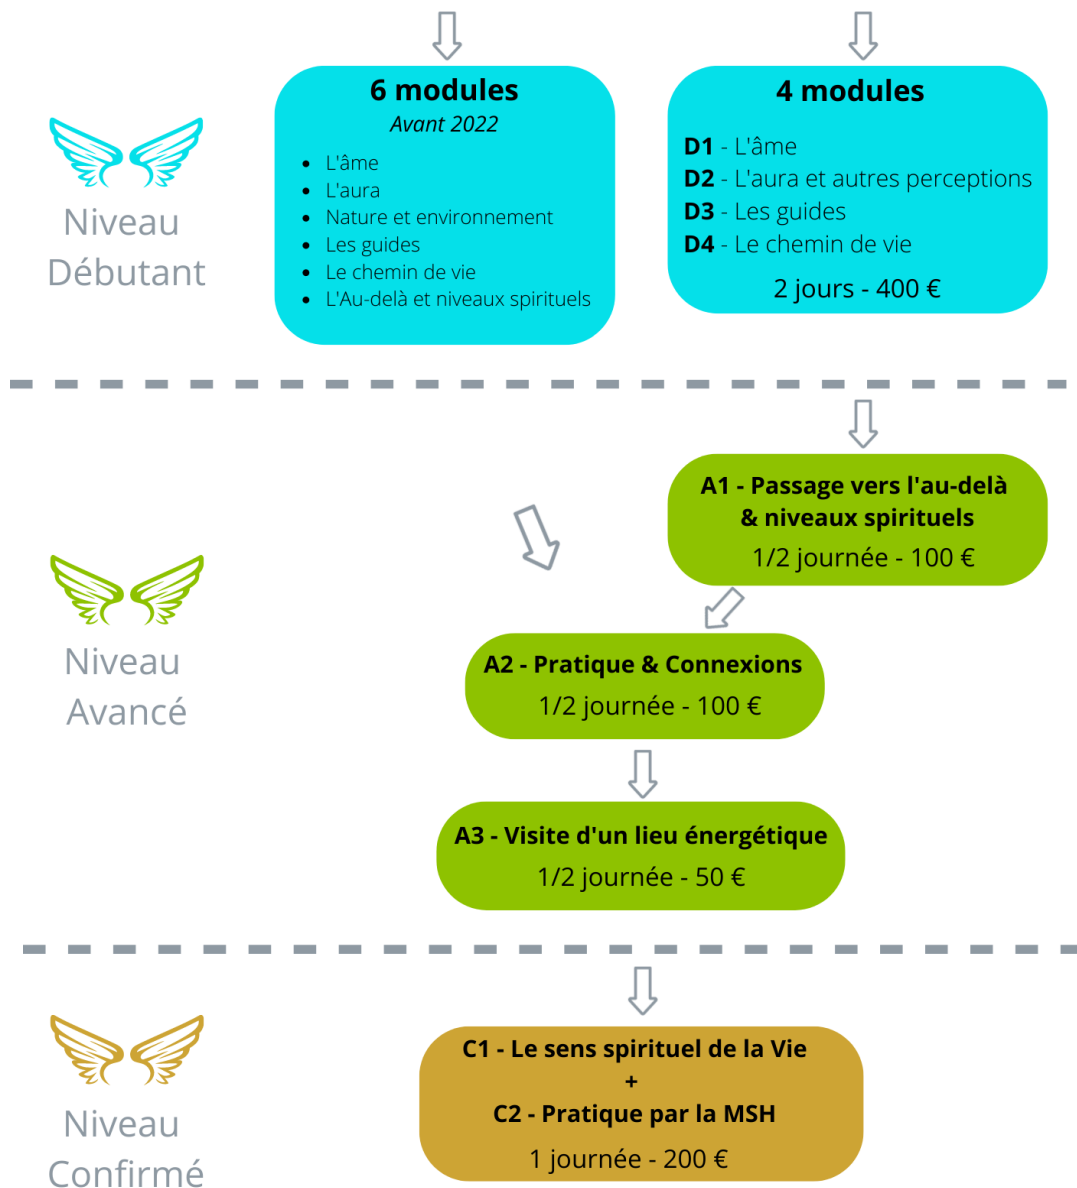 Niveau
Débutant
6 modules
Avant 2022
• L'âme
• L'aura
• Nature et environnement
• Les guides
• Le chemin de vie
• L'Au-delà et niveaux spirituels
4 modules
D1 - L'âme
D2 - L'aura et autres perceptions
D3 - Les guides
D4 - Le chemin de vie
2 jours - 400 €
Niveau
Avancé
A1 - Passage vers l'au-delà
& niveaux spirituels
1/2 journée - 100 €
A2 - Pratique & Connexions
1/2 journée - 100 €
A3 - Visite d'un lieu énergétique
1/2 journée - 50 €
Niveau
Confirmé
C1 - Le sens spirituel de la Vie
+
C2 - Pratique par la MSH
1 journée - 200 €